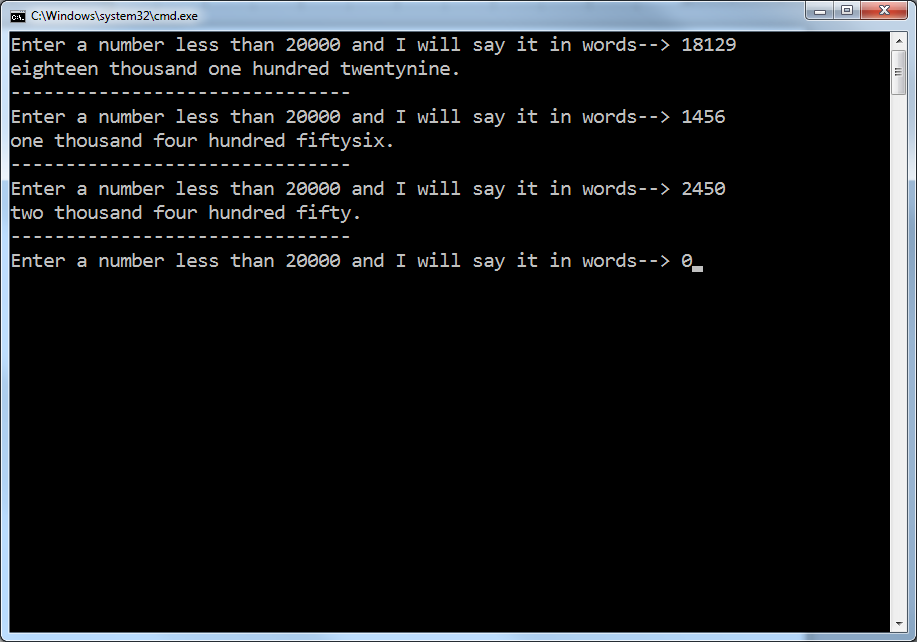 C:\Windows\system32\cmd.exe
Enter a number less than 20000 and I will say it in words--> 18129
eighteen thousand one hundred twentynine.
-------------------------------
Enter a number less than 20000 and I will say it in words--> 1456
one thousand four hundred fiftysix.
-------------------------------
Enter a number less than 20000 and I will say it in words--> 2450
two thousand four hundred fifty.
-------------------------------
Enter a number less than 20000 and I will say it in words--> 0_